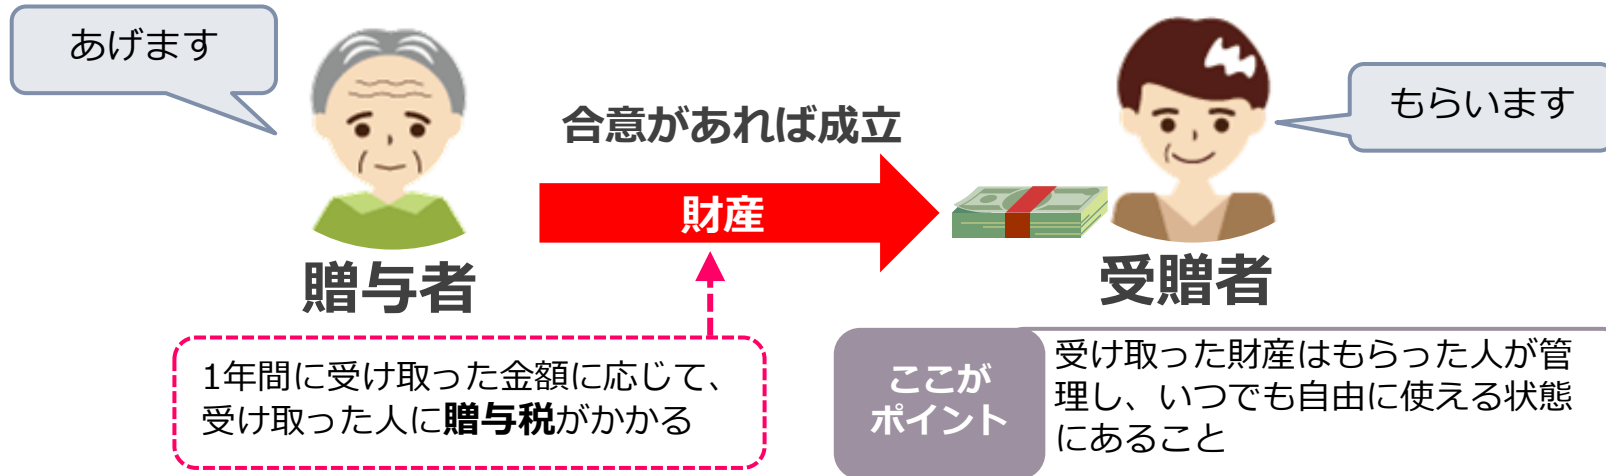 あげます
合意があれば成立
もらいます
財産
贈与者
受贈者
1年間に受け取った金額に応じて、
受け取った人に贈与税がかかる
ここが
ポイント
受け取った財産はもらった人が管
理し、いつでも自由に使える状態
にあること